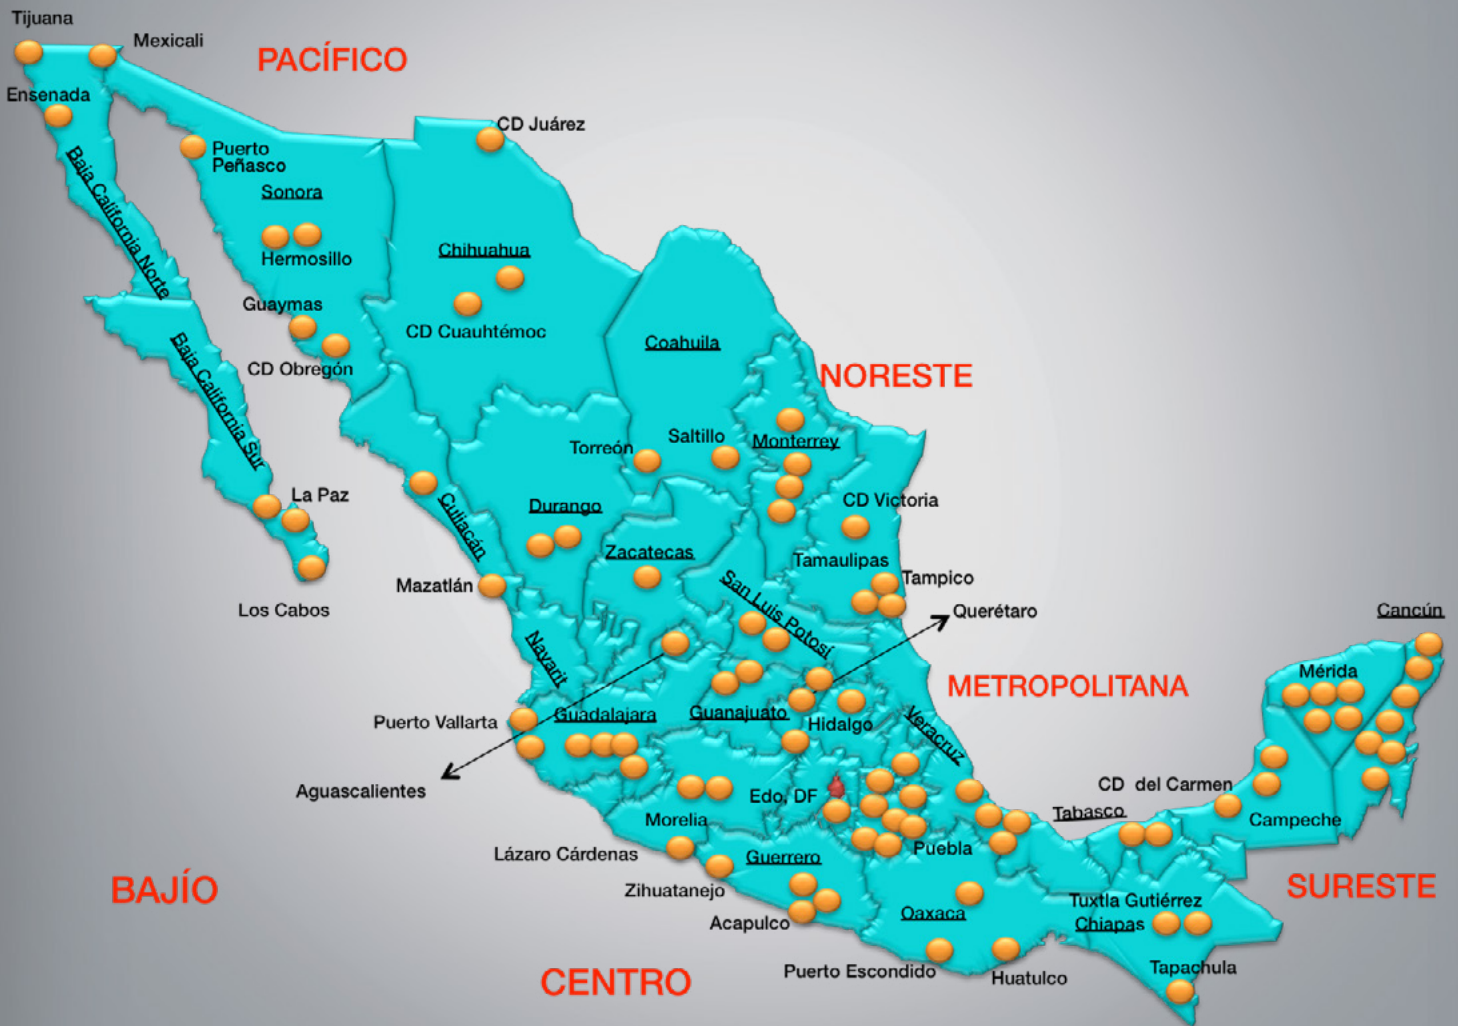 Tijuana
Mexicali
PACÍFICO
Ensenada
CD Juárez
Puerto
Peñasco
Baja California Norte
Sonora
Hermosillo
Chihuahua
Guaymas
CD Cuauhtémoc
CD Obregón
Baja California Sur
Coahuila
NORESTE
Torreón
Saltillo
Monterrey
La Paz
Culiacán
Durango
CD Victoria
Zacatecas
Tamaulipas
Mazatlán
San Luis Potosí
Tampico
Los Cabos
Querétaro
Cancún
Nayarit
METROPOLITANA
Mérida
Puerto Vallarta
Guadalajara
Guanajuato
Hidalgo
Veracruz
Aguascalientes
Edo, DF
CD del Carmen
Tabasco
Campeche
Morelia
Lázaro Cárdenas
Guerrero
Puebla
BAJÍO
Zihuatanejo
SURESTE
Acapulco
Oaxaca
Tuxtla Gutiérrez
Chiapas
CENTRO
Puerto Escondido
Huatulco
Tapachula